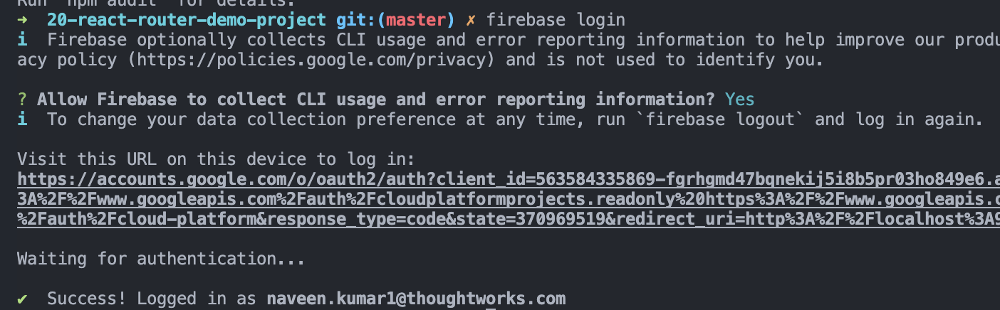 Run `npm audit` for details.
➜  20-react-router-demo-project git:(master) ✗ firebase login
i  Firebase optionally collects CLI usage and error reporting information to help improve our produ
acy policy (https://policies.google.com/privacy) and is not used to identify you.
? Allow Firebase to collect CLI usage and error reporting information? Yes
i  To change your data collection preference at any time, run `firebase logout` and log in again.
Visit this URL on this device to log in:
https://accounts.google.com/o/oauth2/auth?client_id=563584335869-fgrhgmd47bqnekij5i8b5pr03ho849e6.a
3A%2F%2Fwww.googleapis.com%2Fauth%2Fcloudplatformprojects.readonly%20https%3A%2F%2Fwww.googleapis.c
%2Fauth%2Fcloud-platform&response_type=code&state=370969519&redirect_uri=http%3A%2F%2Flocalhost%3A9
Waiting for authentication...
✔  Success! Logged in as naveen.kumar1@thoughtworks.com